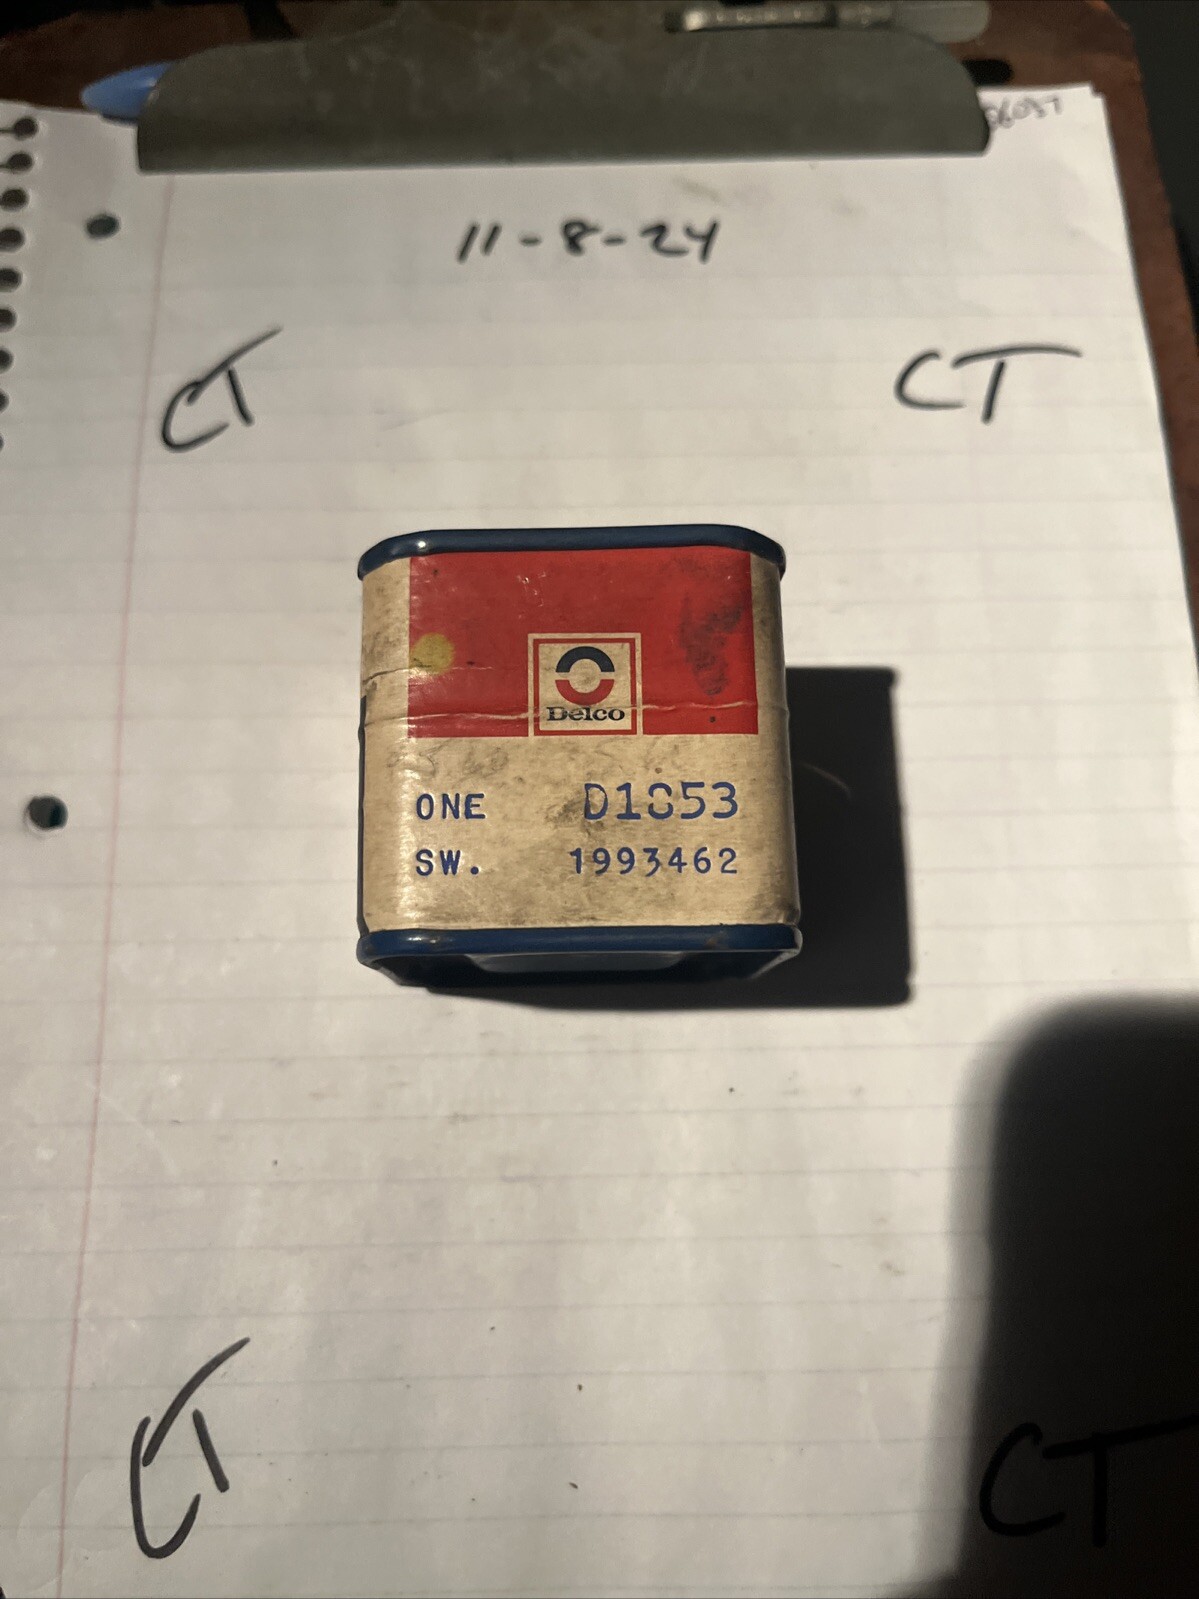 11-8-24
CT CT
Delco
ONE D1853
SW. 1993462
CT CT